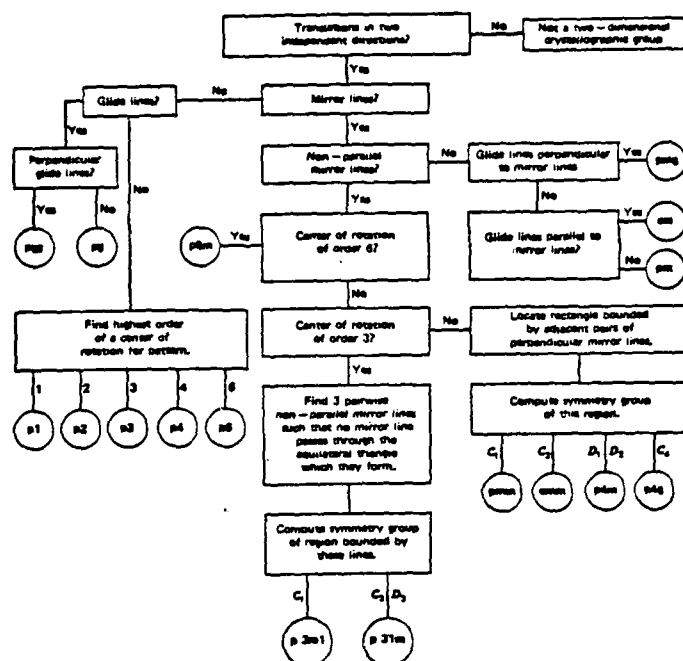 Translations in two
independent directions?
No
Not a two-dimensional
crystallographic
group
Yes
Glide lines?
No
Mirror lines?
Yes
Yes
Perpendicular
glide lines?
No
Non-parallel
mirror lines?
No
Glide lines perpendicular
to mirror lines
Yes
pmg
Yes
No
Yes
No
pgg
pg
p6m
Yes
Center of rotation
of order 6?
Glide lines parallel to
mirror lines?
Yes
cm
No
pm
No
Find highest order
of a center of
rotation for pattern.
Center of rotation
of order 3?
No
Locate rectangle bounded
by adjacent pairs of
perpendicular mirror lines.
1
2
3
4
6
p1
p2
p3
p4
p6
Yes
Find 3 pairwise
non-parallel mirror lines
such that no mirror line
passes through the
equilateral triangle
which they form.
Compute symmetry group
of this region.
C₁
C₂
D₁ D₂
C₄
pmm
cmm
p4m
p4g
Compute symmetry group
of region bounded by
these lines.
C₁
C₃ D₃
p 3m1
p 31m